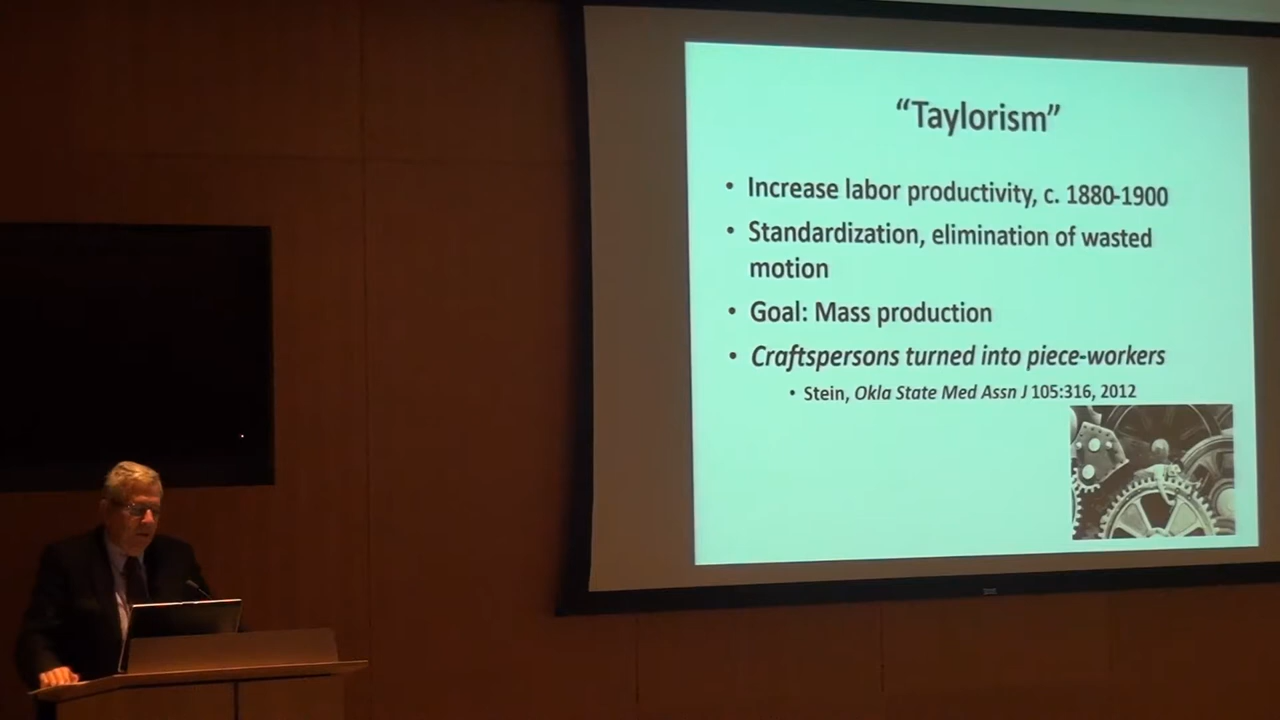 “Taylorism”
• Increase labor productivity, c. 1880-1900
• Standardization, elimination of wasted
motion
• Goal: Mass production
• Craftspersons turned into piece-workers
• Stein, Okla State Med Assn J 105:316, 2012